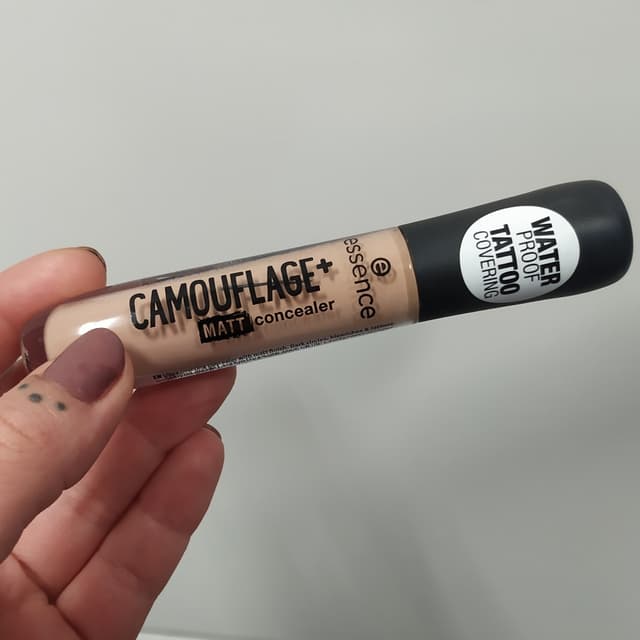 CAMOUFLAGE+
MATT concealer
essence
WATER
PROOF
TATTOO
COVERING